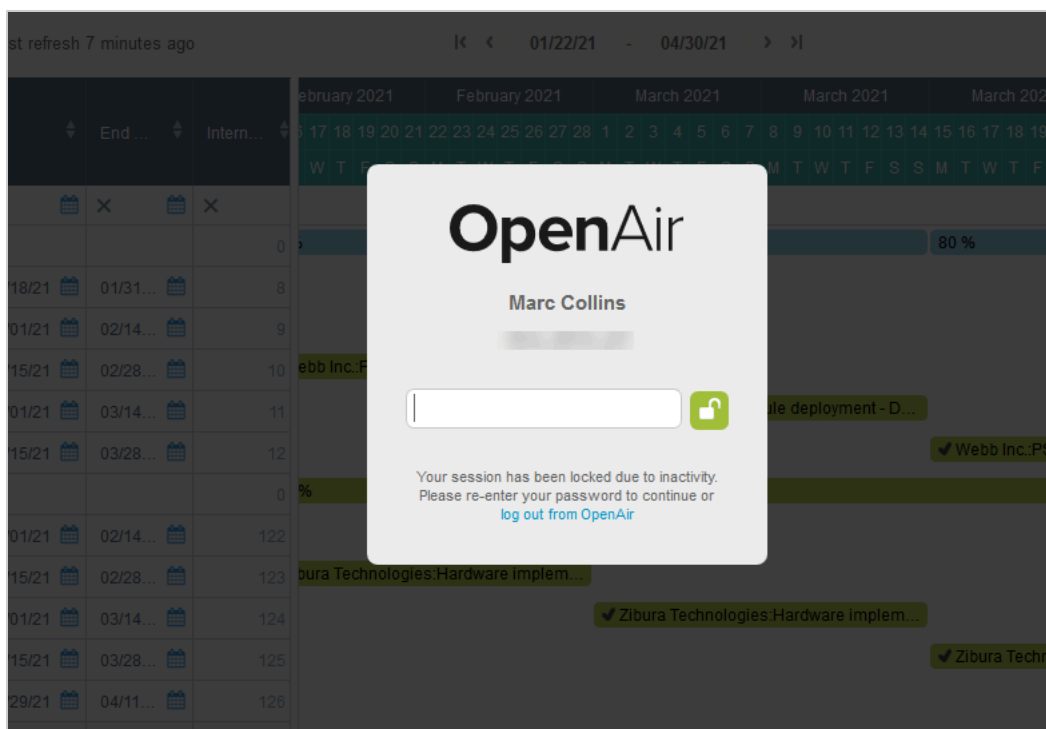 st refresh 7 minutes ago
01/22/21 - 04/30/21
ebruary 2021 February 2021 March 2021 March 2021 March 202
End ... Intern...
17 18 19 20 21 22 23 24 25 26 27 28 1 2 3 4 5 6 7 8 9 10 11 12 13 14 15 16 17 18 19
W T F M T W T F S S M T W T F
OpenAir
0 80 %
Marc Collins
18/21 01/31... 8
01/21 02/14... 9
15/21 02/28... 10 ebb Inc.:F
01/21 03/14... 11 ule deployment - D...
15/21 03/28... 12 Webb Inc.:PS
Your session has been locked due to inactivity.
Please re-enter your password to continue or
log out from OpenAir
0 %
01/21 02/14... 122
15/21 02/28... 123 bura Technologies:Hardware implem...
01/21 03/14... 124 Zibura Technologies:Hardware implem...
15/21 03/28... 125 Zibura Techn
29/21 04/11... 126